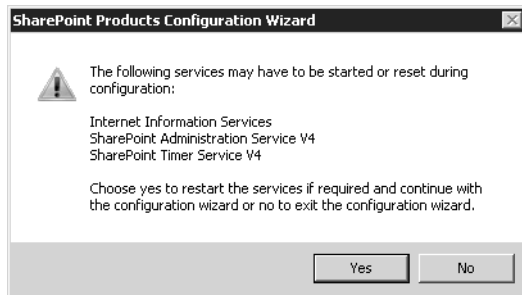 SharePoint Products Configuration Wizard
The following services may have to be started or reset during
configuration:
Internet Information Services
SharePoint Administration Service V4
SharePoint Timer Service V4
Choose yes to restart the services if required and continue with
the configuration wizard or no to exit the configuration wizard.
Yes
No